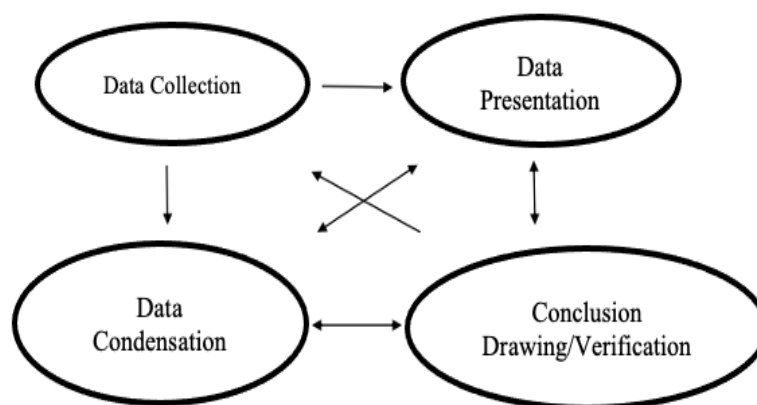 Data Collection
Data
Presentation
Data
Condensation
Conclusion
Drawing/Verification